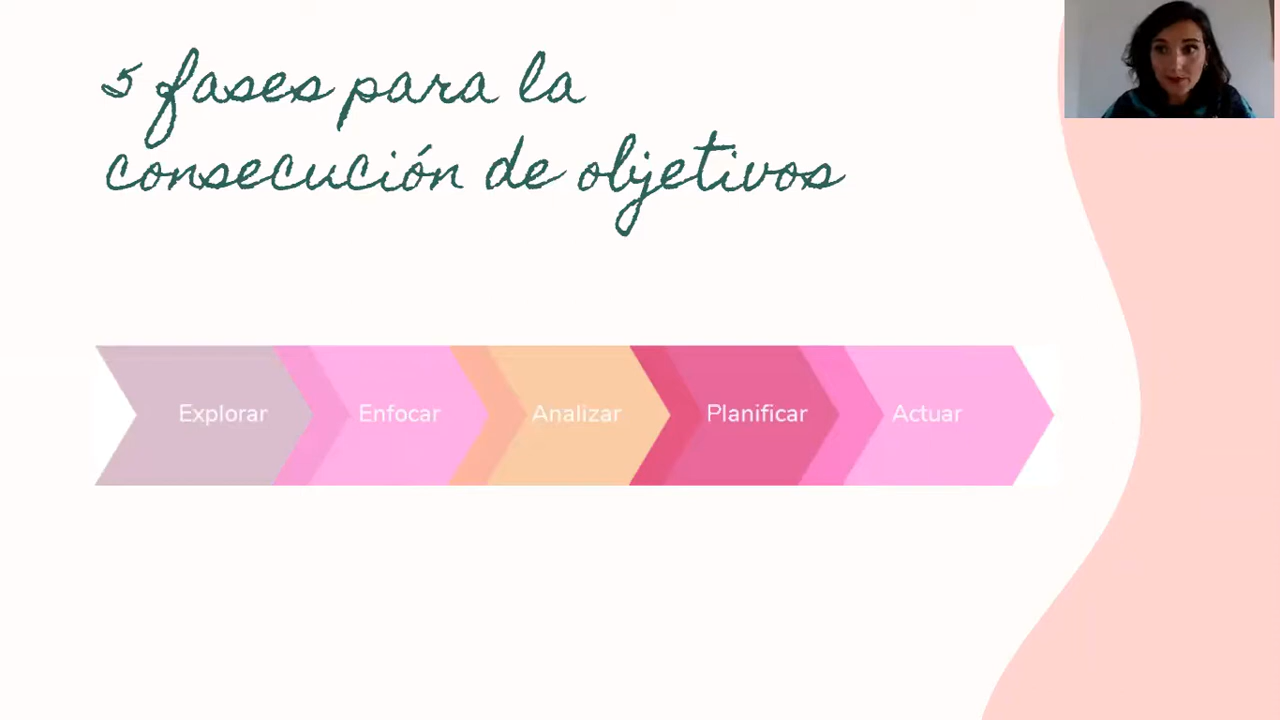 5 fases para la
consecución de objetivos
Explorar Enfocar Analizar Planificar Actuar